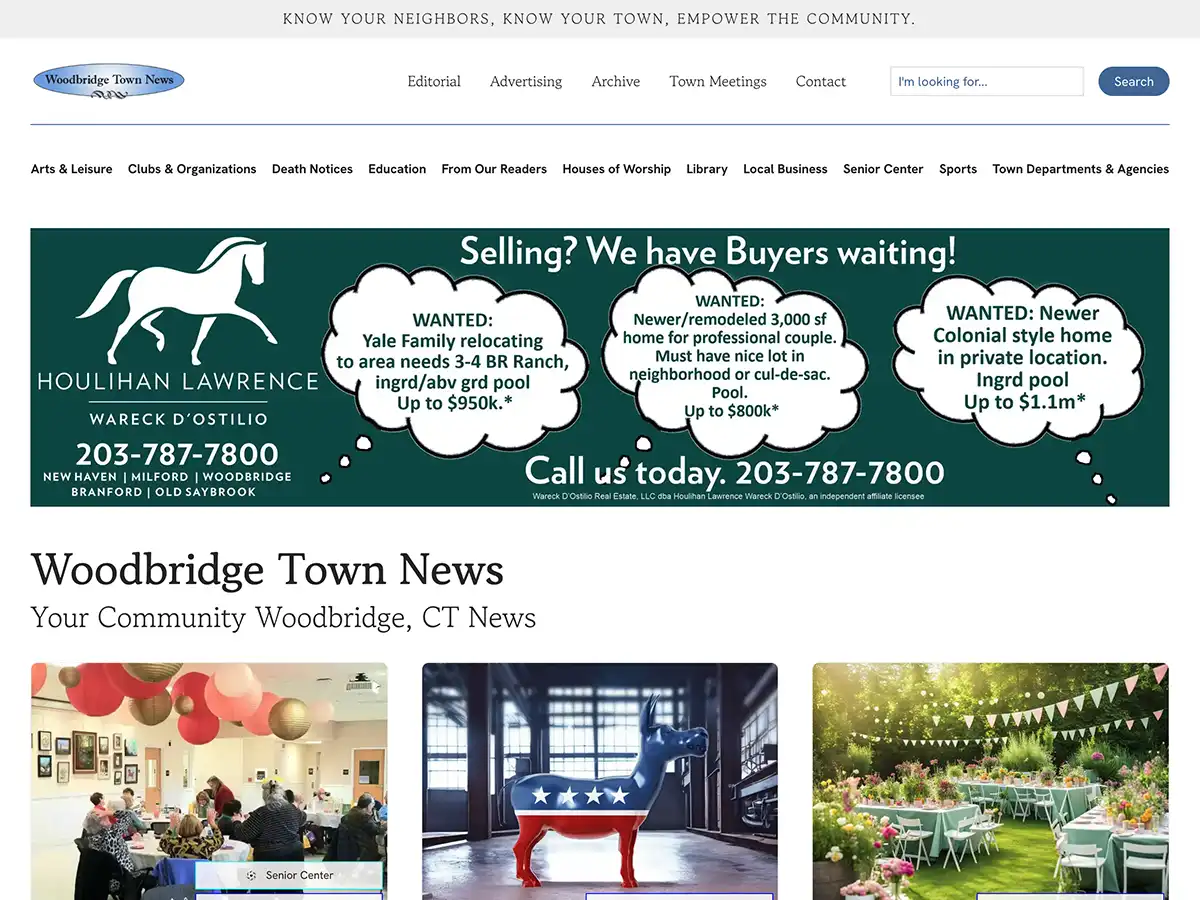 KNOW YOUR NEIGHBORS, KNOW YOUR TOWN, EMPOWER THE COMMUNITY.
Woodbridge Town News
Editorial
Advertising
Archive
Town Meetings
Contact
I'm looking for...
Search
Arts & Leisure
Clubs & Organizations
Death Notices
Education
From Our Readers
Houses of Worship
Library
Local Business
Senior Center
Sports
Town Departments & Agencies
HOULIHAN LAWRENCE
WARECK D'OSTILIO
203-787-7800
NEW HAVEN | MILFORD | WOODBRIDGE
BRANFORD | OLD SAYBROOK
Selling? We have Buyers waiting!
WANTED:
Yale Family relocating
to area needs 3-4 BR Ranch,
ingrd/abv grd pool
Up to $950k.*
WANTED:
Newer/remodeled 3,000 sf
home for professional couple.
Must have nice lot in
neighborhood or cul-de-sac.
Pool.
Up to $800k*
WANTED: Newer
Colonial style home
in private location.
Ingrd pool
Up to $1.1m*
Call us today. 203-787-7800
Wareck D'Ostilio Real Estate, LLC dba Houlihan Lawrence Wareck D'Ostilio, an independent affiliate licensee
Woodbridge Town News
Your Community Woodbridge, CT News
Senior Center